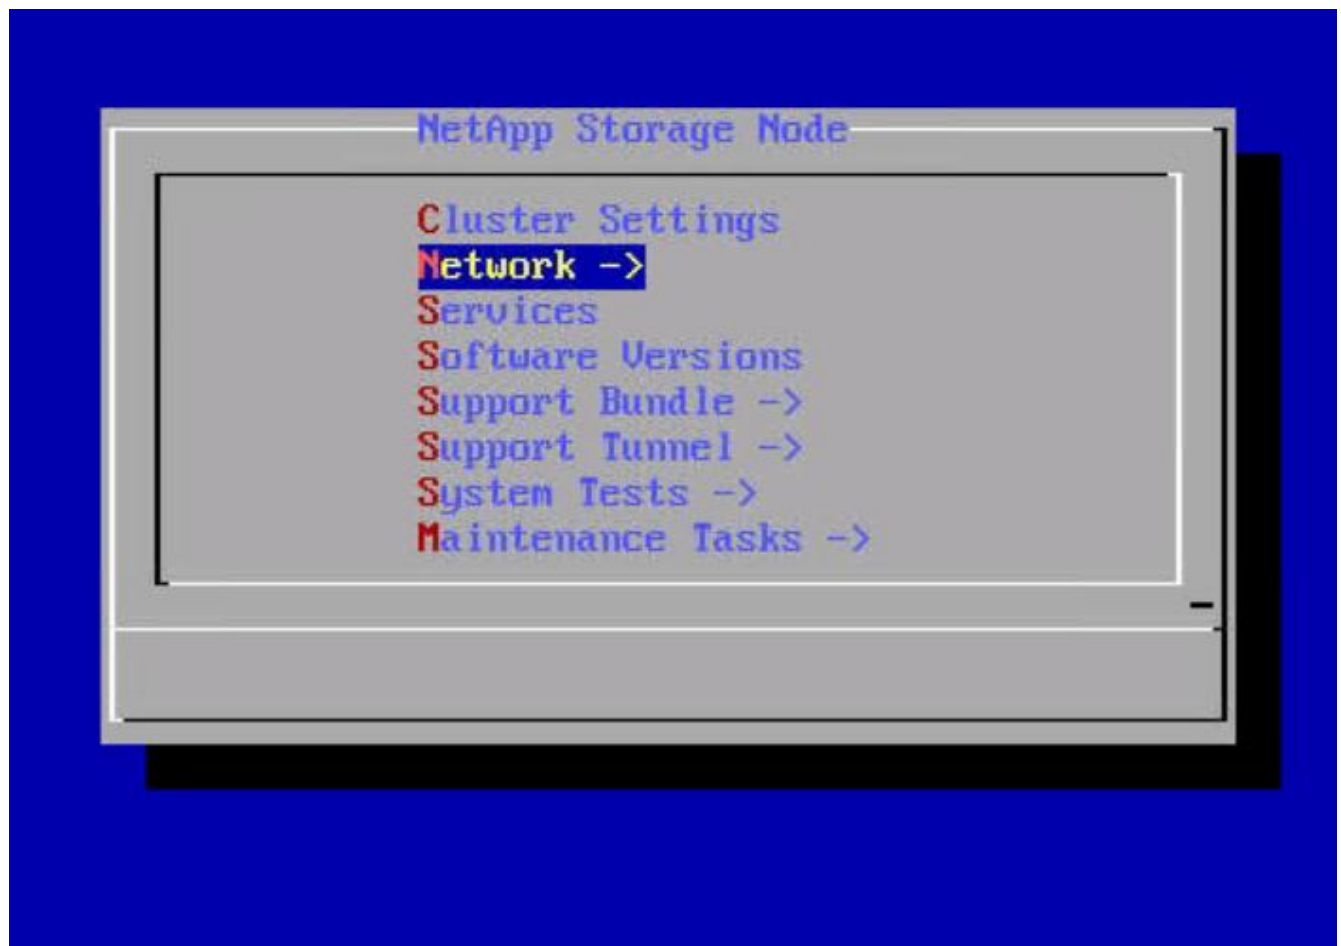 NetApp Storage Node
Cluster Settings
Network ->
Services
Software Versions
Support Bundle ->
Support Tunnel ->
System Tests ->
Maintenance Tasks ->